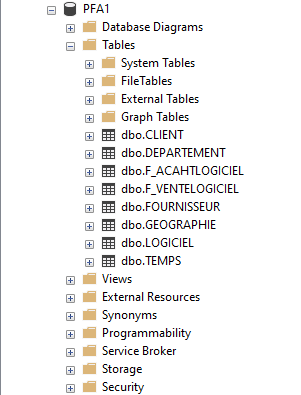 PFA1
Database Diagrams
Tables
System Tables
FileTables
External Tables
Graph Tables
dbo.CLIENT
dbo.DEPARTEMENT
dbo.F_ACAHTLOGICIEL
dbo.F_VENTELOGICIEL
dbo.FOURNISSEUR
dbo.GEOGRAPHIE
dbo.LOGICIEL
dbo.TEMPS
Views
External Resources
Synonyms
Programmability
Service Broker
Storage
Security